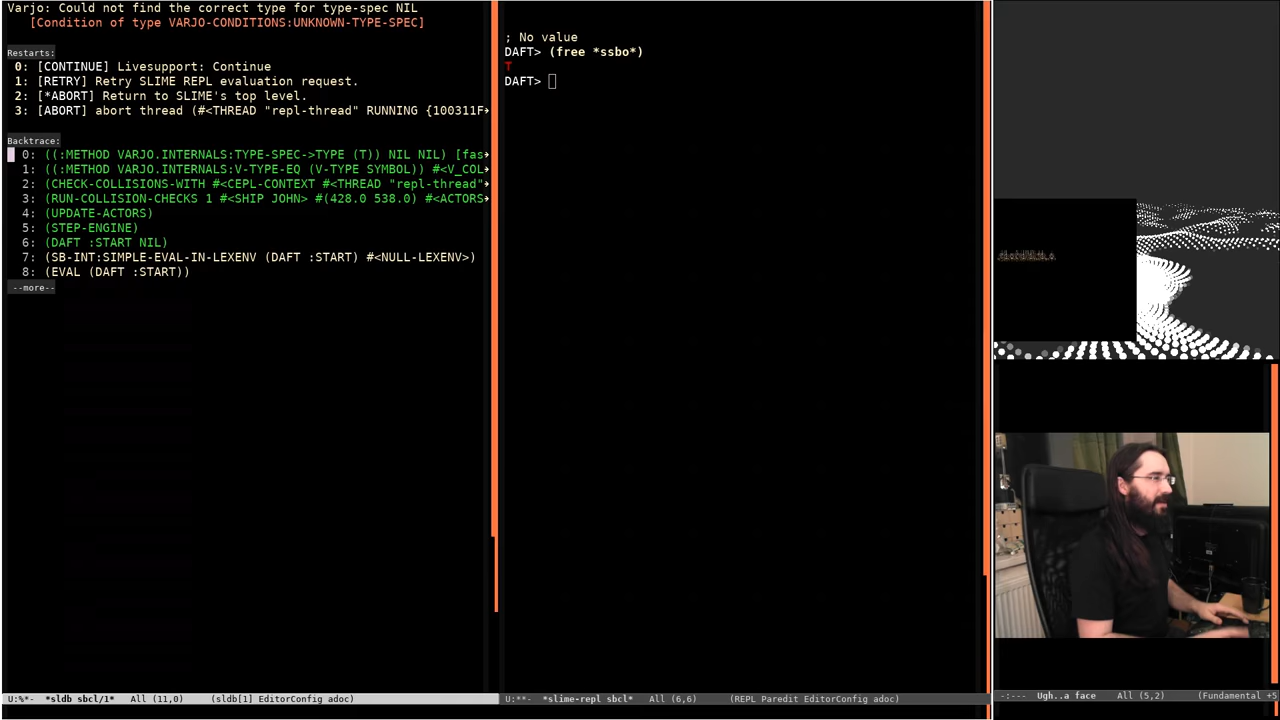 Varjo: Could not find the correct type for type-spec NIL
[Condition of type VARJO-CONDITIONS:UNKNOWN-TYPE-SPEC]
Restarts:
0: [CONTINUE] Livesupport: Continue
1: [RETRY] Retry SLIME REPL evaluation request.
2: [*ABORT] Return to SLIME's top level.
3: [ABORT] abort thread (#<THREAD "repl-thread" RUNNING {100311F
Backtrace:
0: ((:METHOD VARJO.INTERNALS:TYPE-SPEC->TYPE (T)) NIL NIL) [fas
1: ((:METHOD VARJO.INTERNALS:V-TYPE-EQ (V-TYPE SYMBOL)) #<V_COL
2: (CHECK-COLLISIONS-WITH #<CEPL-CONTEXT #<THREAD "repl-thread"
3: (RUN-COLLISION-CHECKS 1 #<SHIP JOHN> #(428.0 538.0) #<ACTORS
4: (UPDATE-ACTORS)
5: (STEP-ENGINE)
6: (DAFT :START NIL)
7: (SB-INT:SIMPLE-EVAL-IN-LEXENV (DAFT :START) #<NULL-LEXENV>)
8: (EVAL (DAFT :START))
--more--
U:%*- *sldb sbcl/1* All (11,0) (sldb[1] EditorConfig adoc)
; No value
DAFT> (free *ssbo*)
T
DAFT>
U:**- *slime-repl sbcl* All (6,6) (REPL Paredit EditorConfig adoc)
-:--- Ugh..a face All (5,2) (Fundamental +5